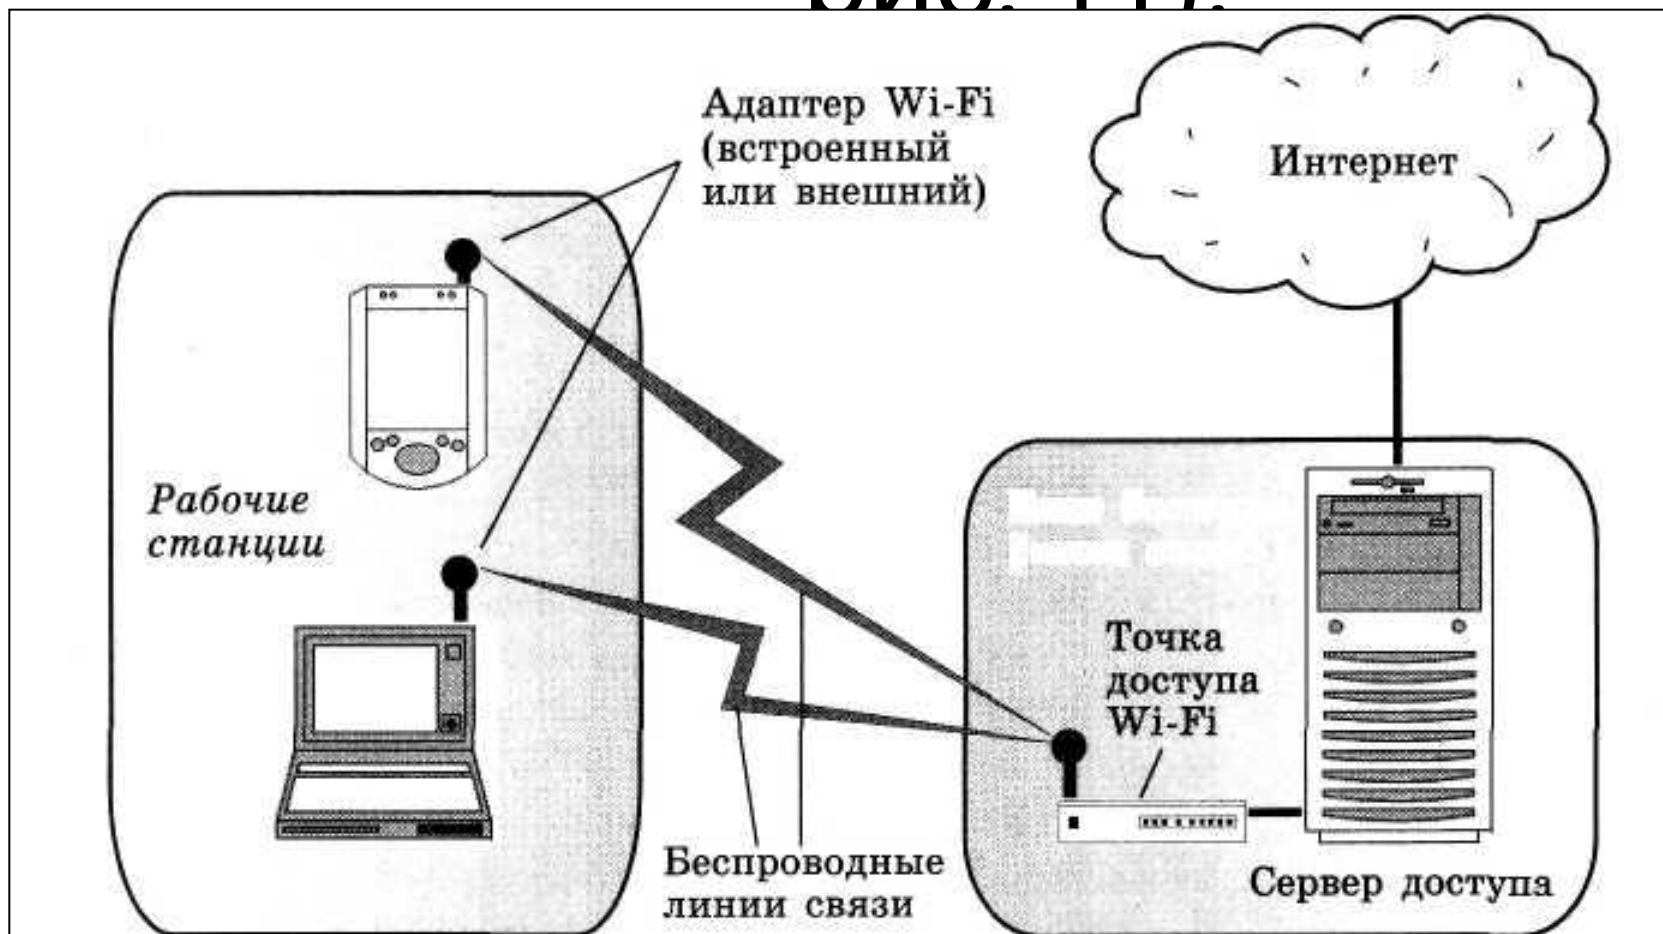 Адаптер Wi-Fi
(встроенный
или внешний)
Интернет
Рабочие
станции
Точка
доступа
Wi-Fi
Беспроводные
линии связи
Сервер доступа